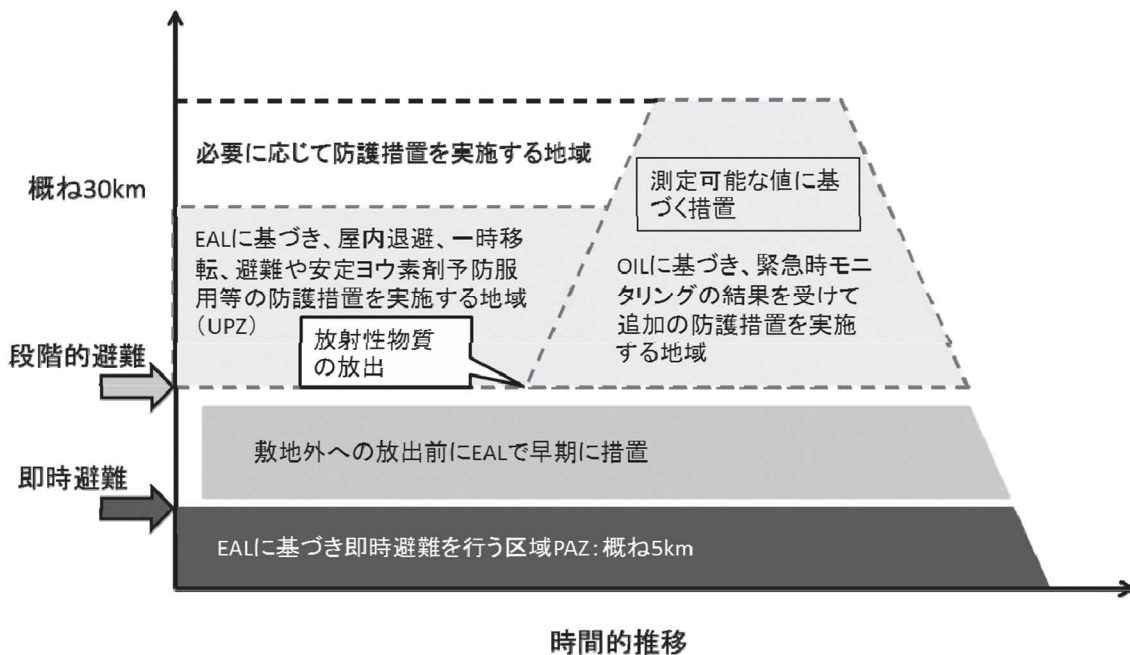 必要に応じて防護措置を実施する地域
概ね30km
測定可能な値に基
づく措置
EALに基づき、屋内退避、一時移
転、避難や安定ヨウ素剤予防服
用等の防護措置を実施する地域
（UPZ）
OILに基づき、緊急時モニ
タリングの結果を受けて
追加の防護措置を実施
する地域
放射性物質
の放出
段階的避難
敷地外への放出前にEALで早期に措置
即時避難
EALに基づき即時避難を行う区域PAZ：概ね5km
時間的推移